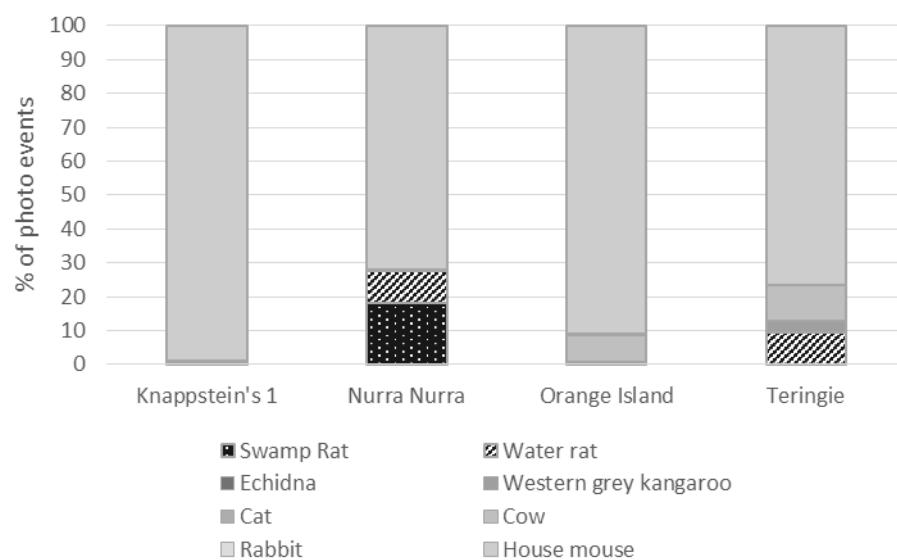 100
90
80
70
60
50
40
30
20
10
0
% of photo events
Knappstein's 1 Nurra Nurra Orange Island Teringie
Swamp Rat Water rat
Echidna Western grey kangaroo
Cat Cow
Rabbit House mouse